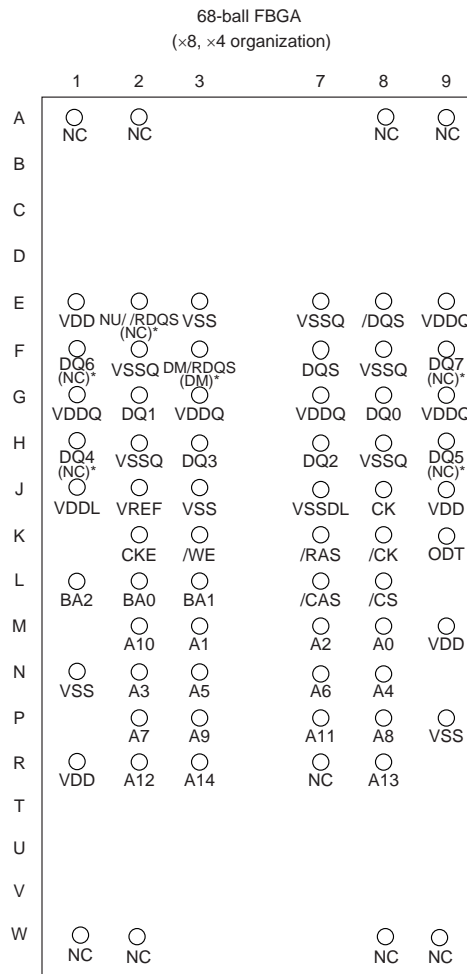 68-ball FBGA
(×8, ×4 organization)
1 2 3 7 8 9
A
NC NC NC NC
B
C
D
E
VDD NU/ /RDQS VSS VSSQ /DQS VDDQ
(NC)*
F
DQ6 VSSQ DM/RDQS DQS VSSQ DQ7
(NC)* (DM)* (NC)*
G
VDDQ DQ1 VDDQ VDDQ DQ0 VDDQ
H
DQ4 VSSQ DQ3 DQ2 VSSQ DQ5
(NC)* (NC)*
J
VDDL VREF VSS VSSDL CK VDD
K
CKE /WE /RAS /CK ODT
L
BA2 BA0 BA1 /CAS /CS
M
A10 A1 A2 A0 VDD
N
VSS A3 A5 A6 A4
P
A7 A9 A11 A8 VSS
R
VDD A12 A14 NC A13
T
U
V
W
NC NC NC NC